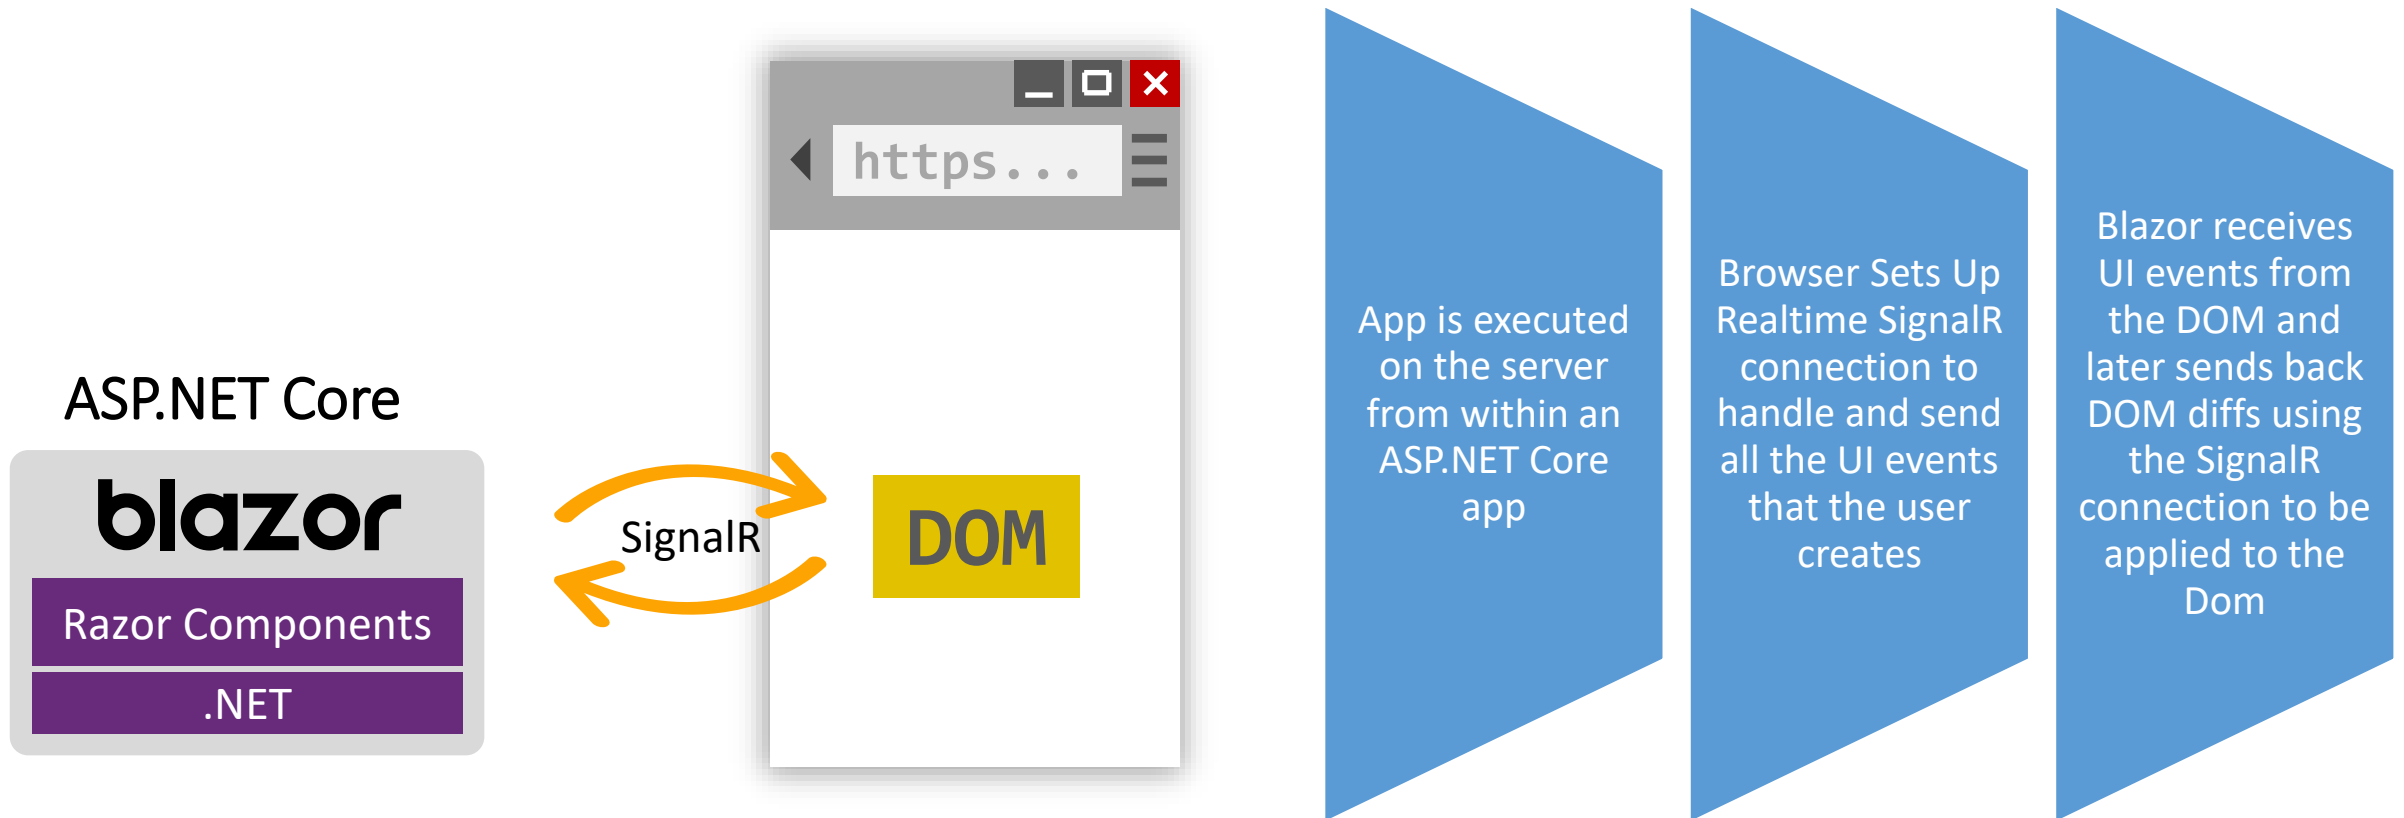 ASP.NET Core
blazor
Razor Components
.NET
SignalR
https...
DOM
App is executed
on the server
from within an
ASP.NET Core
app
Browser Sets Up
Realtime SignalR
connection to
handle and send
all the UI events
that the user
creates
Blazor receives
UI events from
the DOM and
later sends back
DOM diffs using
the SignalR
connection to be
applied to the
Dom